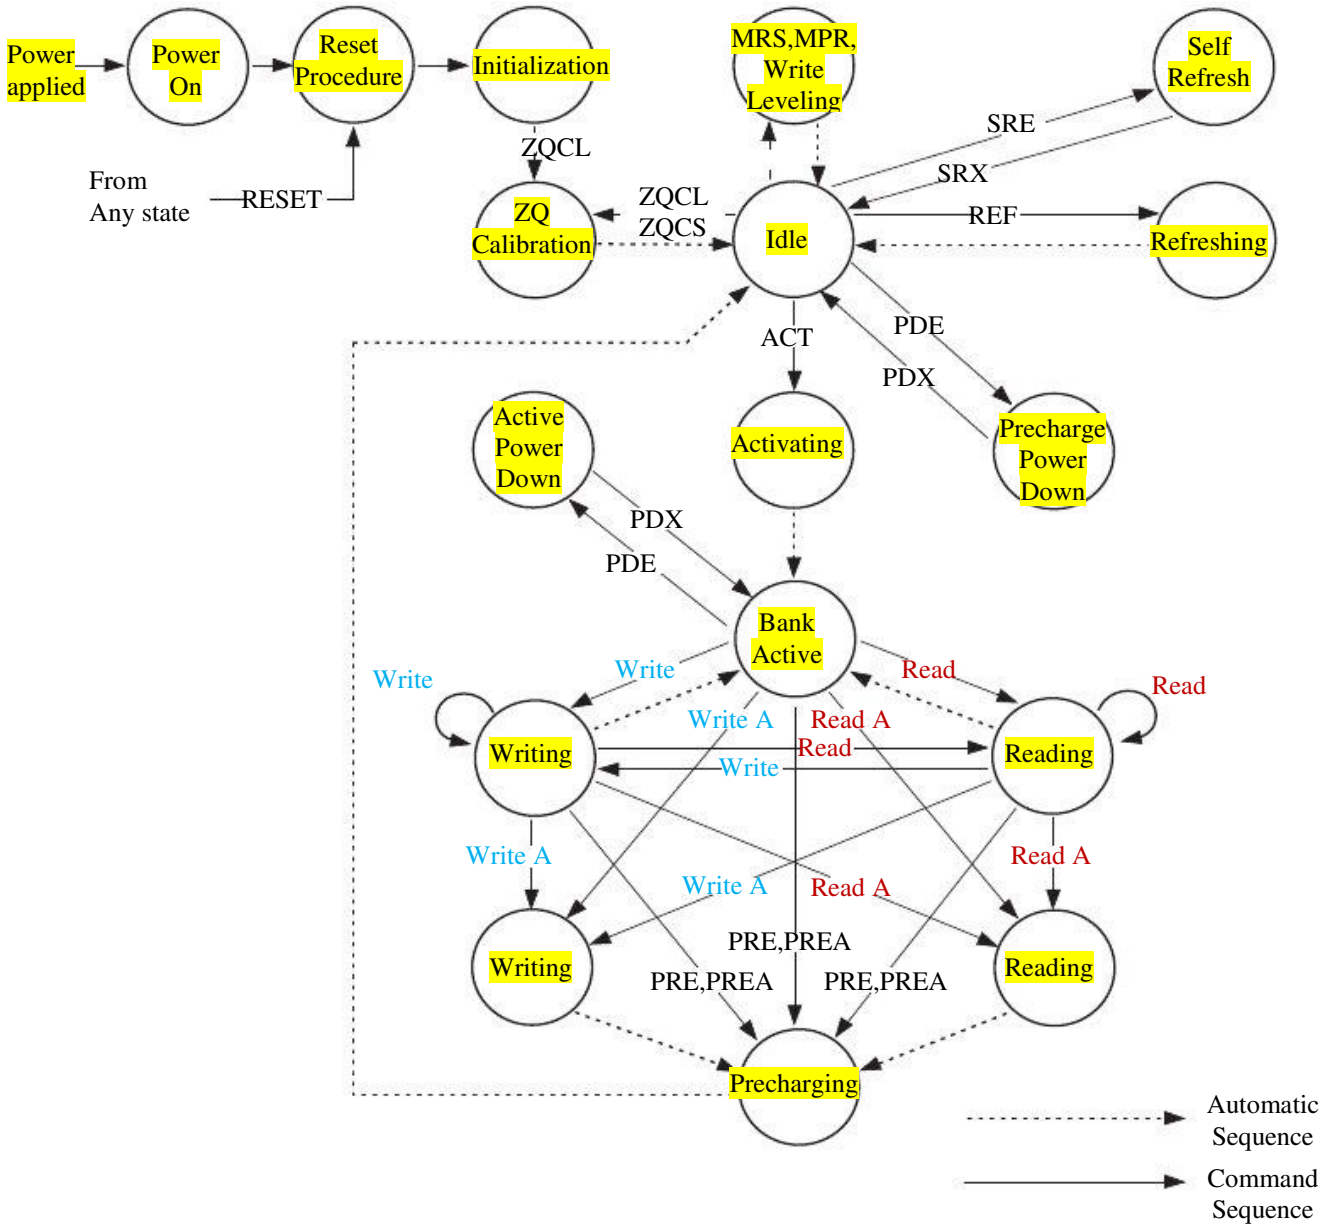 Power
applied
Power
On
Reset
Procedure
Initialization
MRS,MPR,
Write
Leveling
Self
Refresh
SRE
SRX
ZQCL
From
Any state
RESET
ZQ
Calibration
ZQCL
ZQCS
Idle
REF
Refreshing
ACT
PDE
PDX
Active
Power
Down
Activating
Precharge
Power
Down
PDX
PDE
Bank
Active
Write
Write
Read
Read
Write A
Read A
Writing
Read
Write
Reading
Write A
Read A
Write A
Read A
PRE,PREA
Writing
PRE,PREA
PRE,PREA
Reading
Precharging
Automatic
Sequence
Command
Sequence